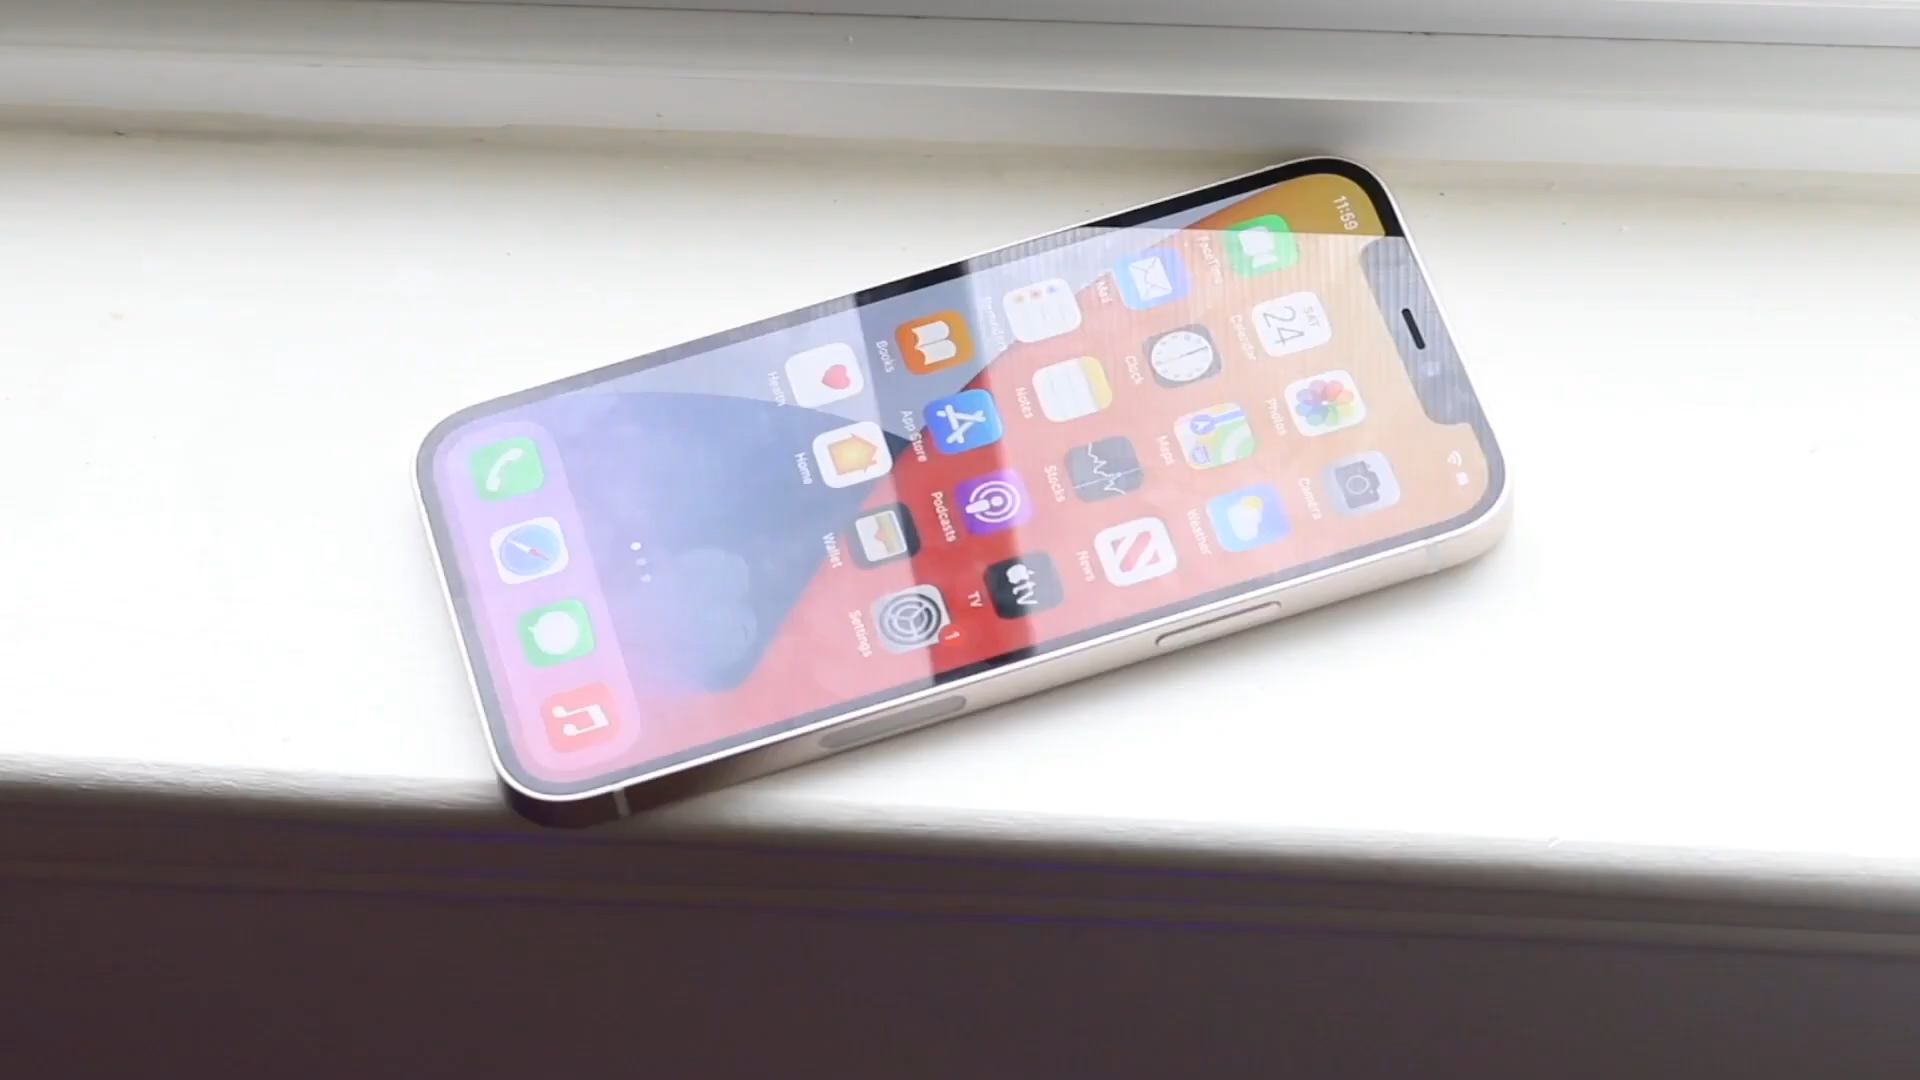 11:59
FaceTime
SAT
24
Calendar
Photos
Camera
Mail
Clock
Maps
Weather
Reminders
Notes
Stocks
News
Books
App Store
Podcasts
tv
TV
Health
Home
Wallet
1
Settings